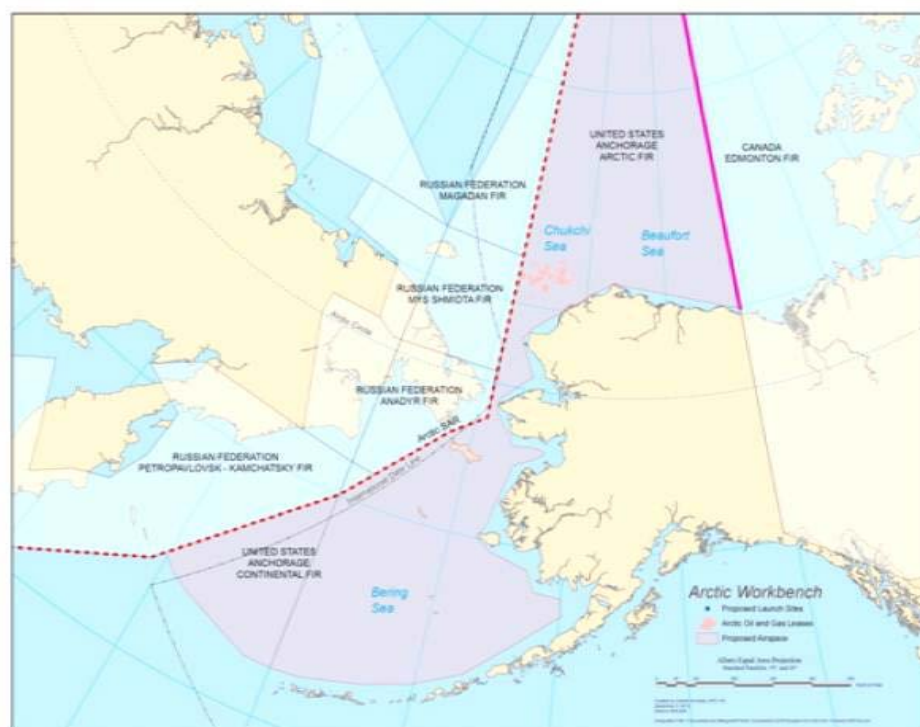 UNITED STATES
ANCHORAGE
ARCTIC FIR
CANADA
EDMONTON FIR
RUSSIAN FEDERATION
MAGADAN FIR
Chukchi
Sea
Beaufort
Sea
RUSSIAN FEDERATION
MYS SHMIDTA FIR
Arctic Circle
RUSSIAN FEDERATION
ANADYR FIR
Arctic SAR
International Date Line
RUSSIAN FEDERATION
PETROPAVLOVSK - KAMCHATSKY FIR
UNITED STATES
ANCHORAGE
CONTINENTAL FIR
Bering
Sea
Arctic Workbench
Proposed Launch Sites
Arctic Oil and Gas Leases
Proposed Airspace
Albers Equal Area Projection